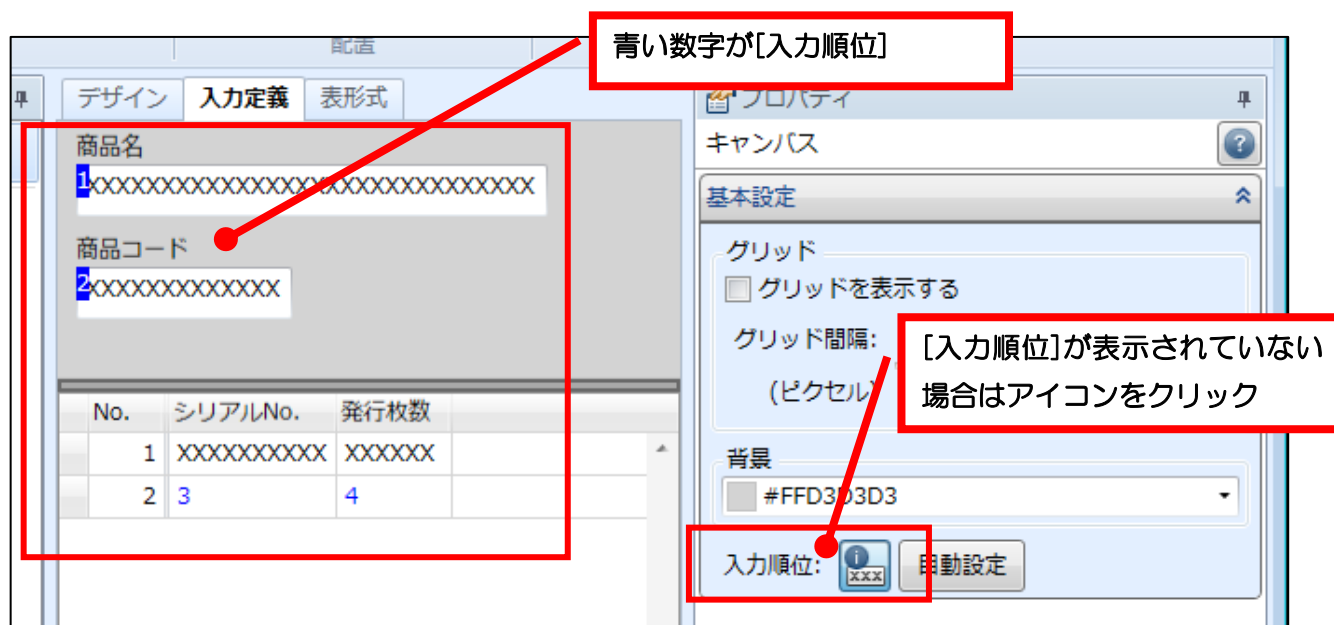 青い数字が[入力順位]
配置
デザイン 入力定義 表形式
商品名
1XXXXXXXXXXXXXXXXXXXXXXXXXXXXXX
商品コード
2XXXXXXXXXXXXX
No. シリアルNo. 発行枚数
1 XXXXXXXXXX XXXXXX
2 3 4
プロパティ
キャンバス
?
基本設定
グリッド
グリッドを表示する
グリッド間隔:
(ピクセル)
[入力順位]が表示されていない
場合はアイコンをクリック
背景
#FFD3D3D3
入力順位: xxx 自動設定